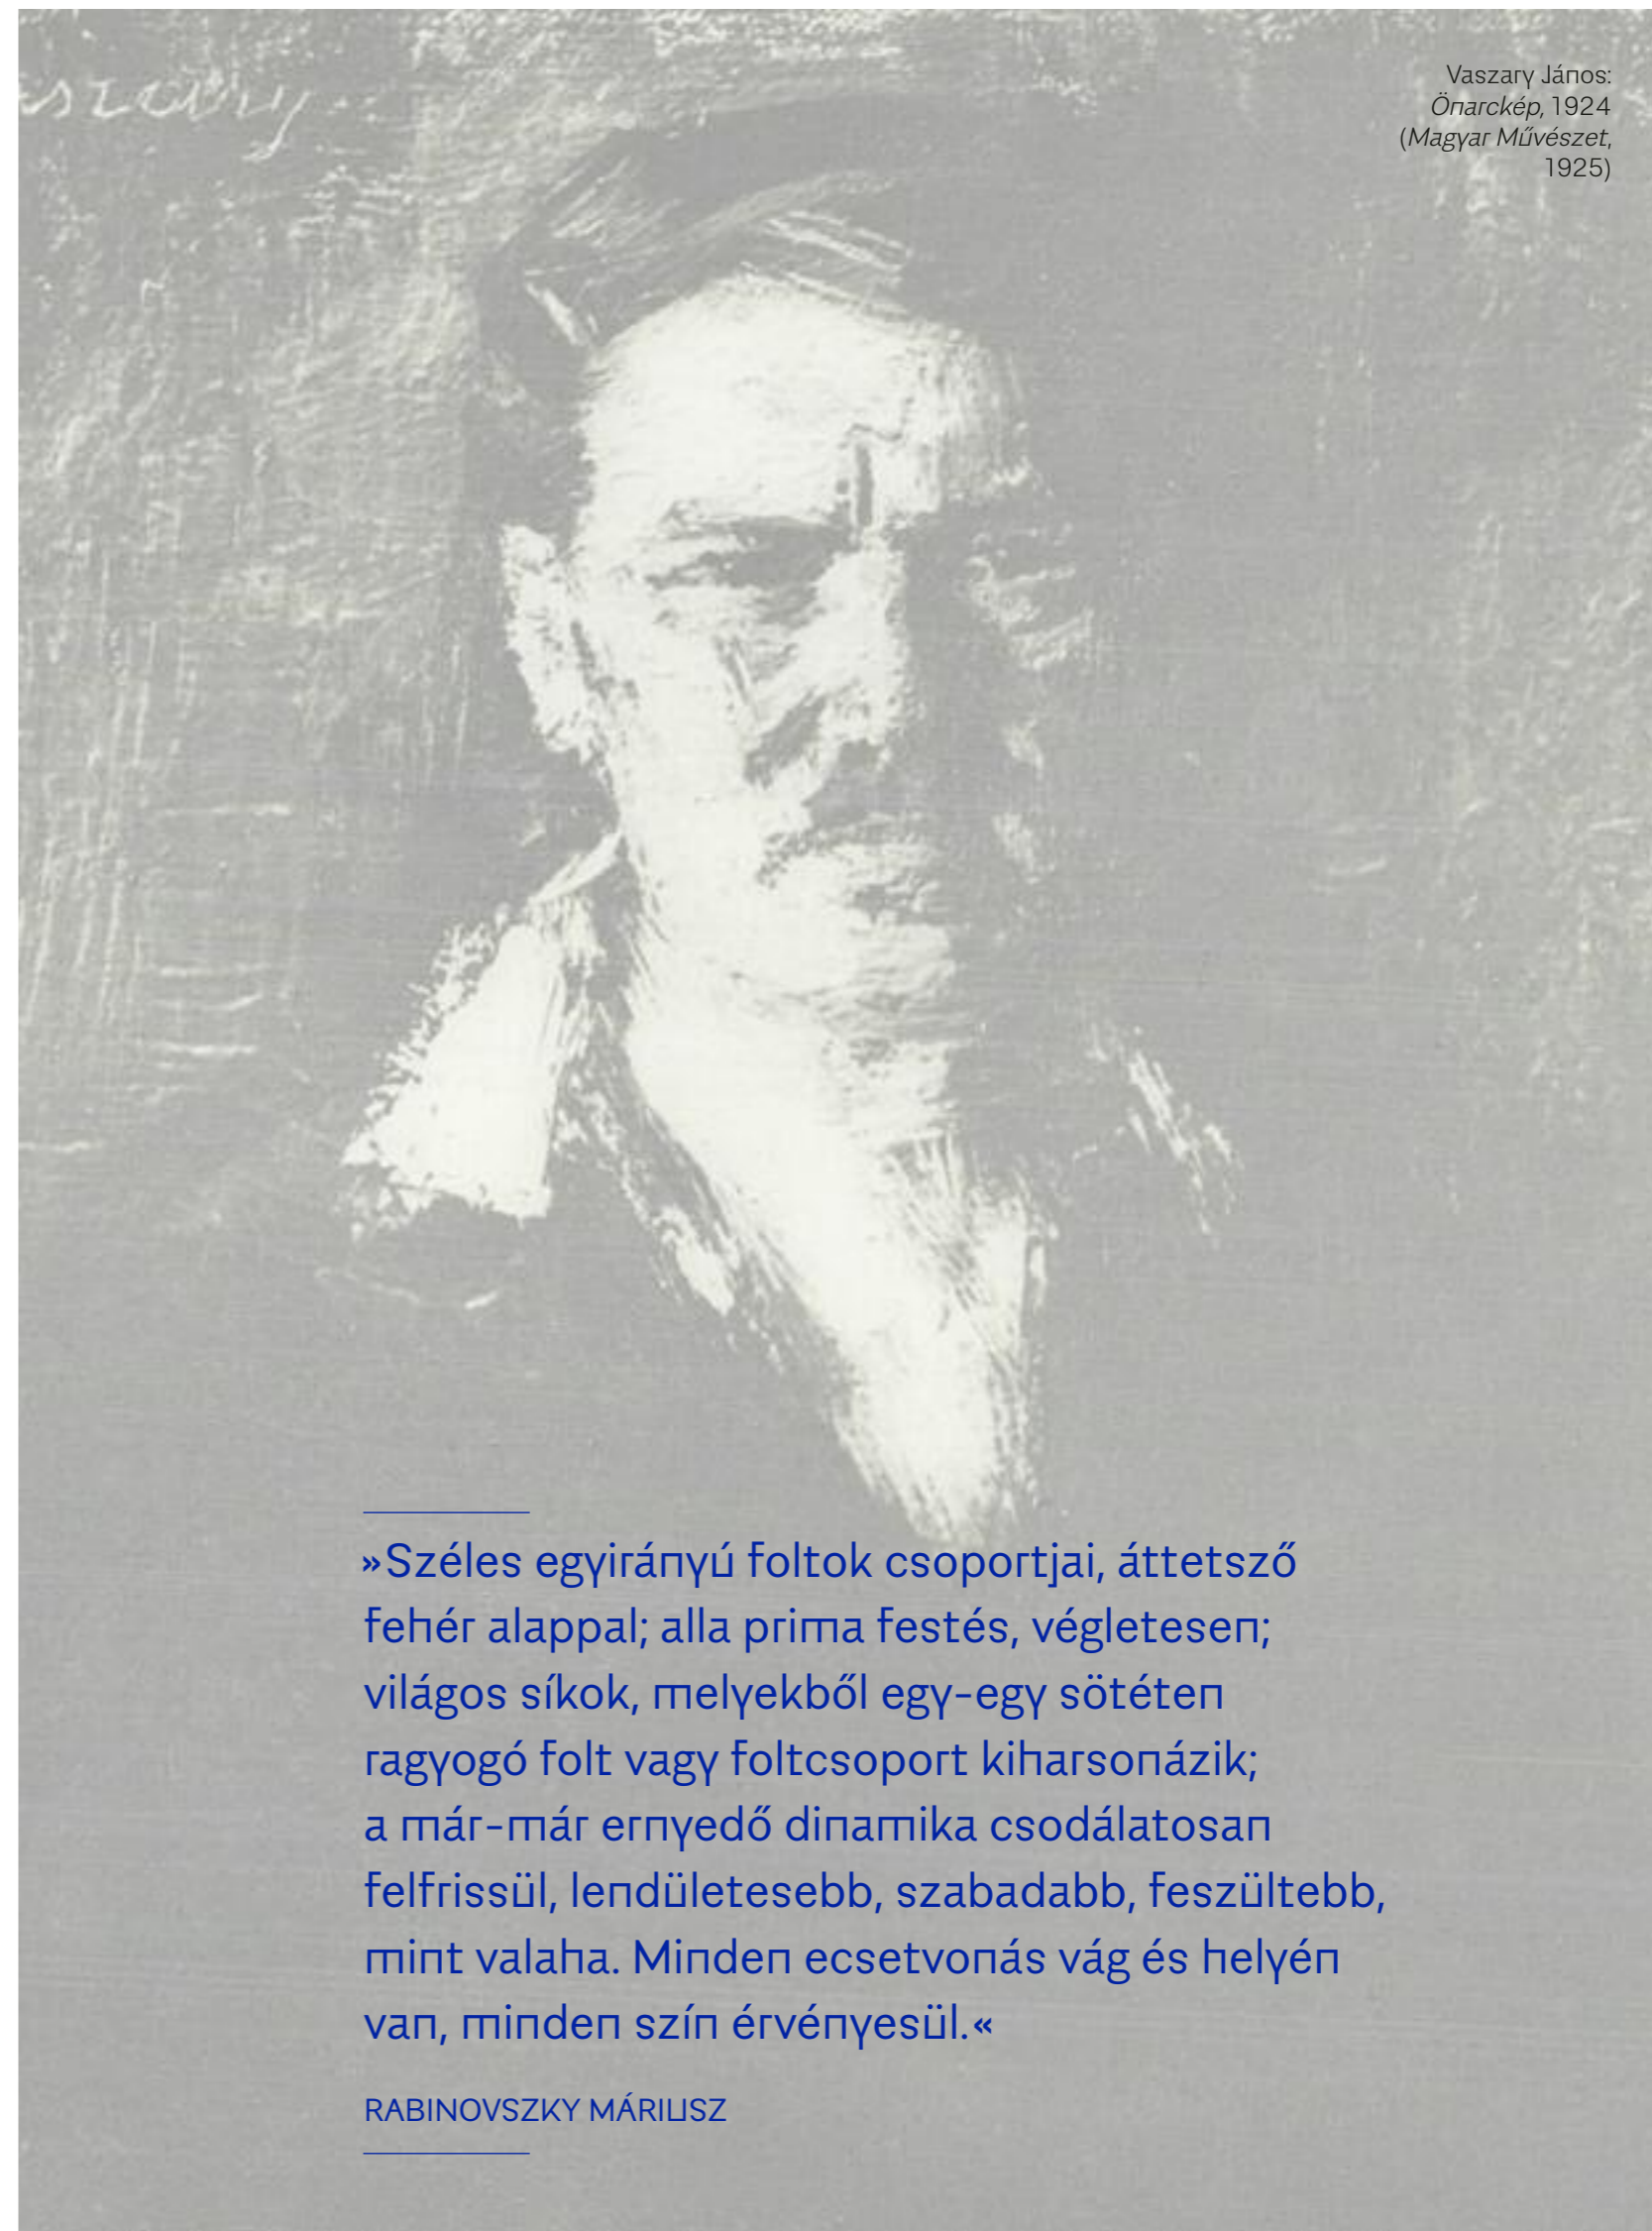 Vaszary János:
Önarckép, 1924
(Magyar Művészet,
1925)
»Széles egyirányú foltok csoportjai, áttetsző
fehér alappal; alla prima festés, végletesen;
világos síkok, melyekből egy-egy sötéten
ragyogó folt vagy foltcsoport kiharsonázik;
a már-már ernyedő dinamika csodálatosan
felfrissül, lendületesebb, szabadabb, feszültebb,
mint valaha. Minden ecsetvonás vág és helyén
van, minden szín érvényesül.«
RABINOVSZKY MÁRIUSZ